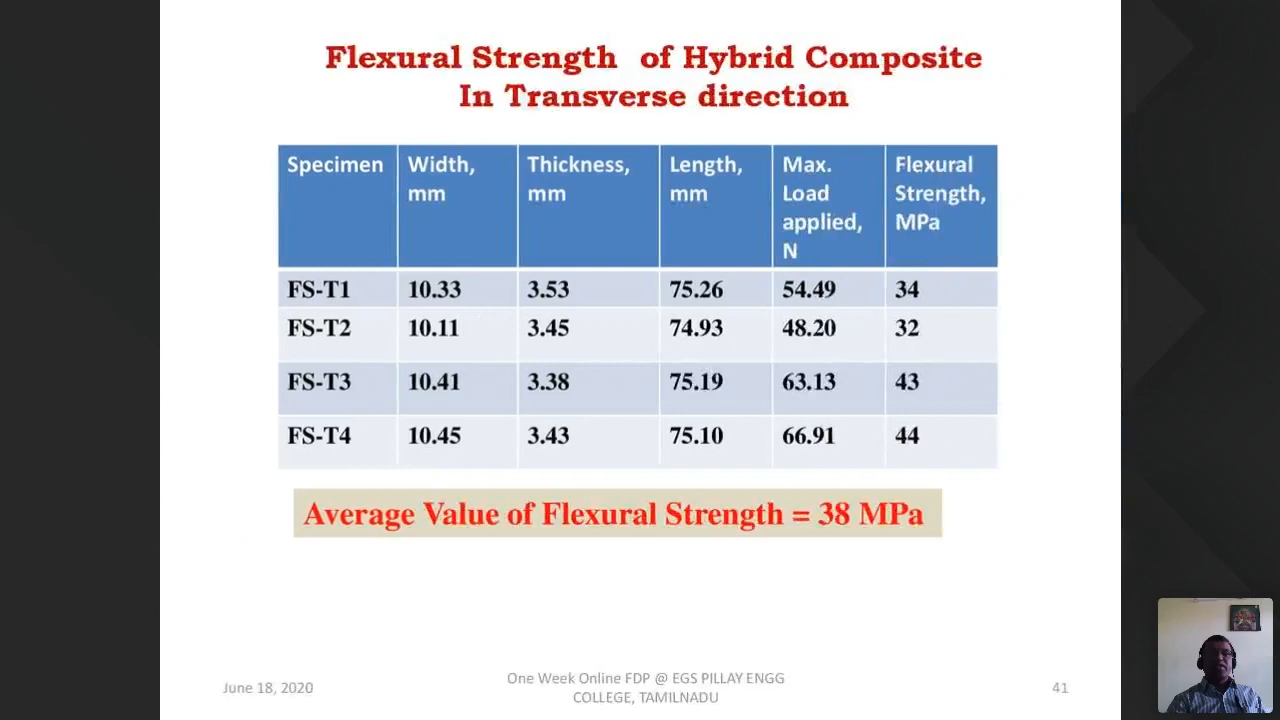 Flexural Strength of Hybrid Composite
In Transverse direction
Specimen Width, mm Thickness, mm Length, mm Max. Load applied, N Flexural Strength, MPa
FS-T1 10.33 3.53 75.26 54.49 34
FS-T2 10.11 3.45 74.93 48.20 32
FS-T3 10.41 3.38 75.19 63.13 43
FS-T4 10.45 3.43 75.10 66.91 44
Average Value of Flexural Strength = 38 MPa
June 18, 2020
One Week Online FDP @ EGS PILLAY ENGG
COLLEGE, TAMILNADU
41